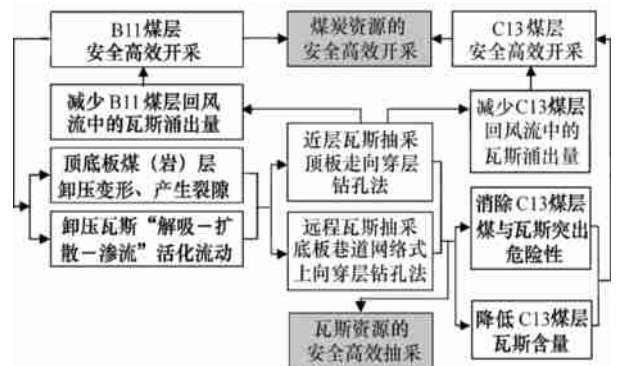 B11煤层
安全高效开采
煤炭资源的
安全高效开采
C13煤层
安全高效开采
减少B11煤层回风
流中的瓦斯涌出量
减少C13煤层
回风流中的
瓦斯涌出量
顶底板煤（岩）层
卸压变形、产生裂隙
近层瓦斯抽采
顶板走向穿层
钻孔法
卸压瓦斯“解吸－扩
散－渗流”活化流动
远程瓦斯抽采
底板巷道网络式
上向穿层钻孔法
消除C13煤层
煤与瓦斯突出
危险性
瓦斯资源的
安全高效抽采
降低C13煤层
瓦斯含量